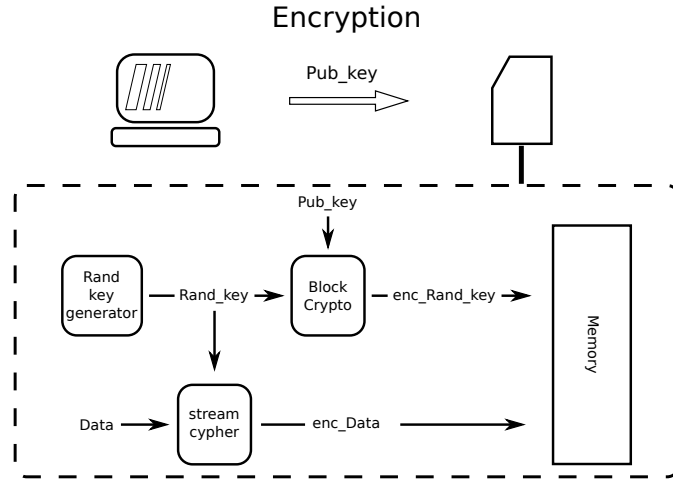 Encryption
Pub_key
Pub_key
Rand
key
generator
Rand_key
Block
Crypto
enc_Rand_key
Memory
Data
stream
cypher
enc_Data